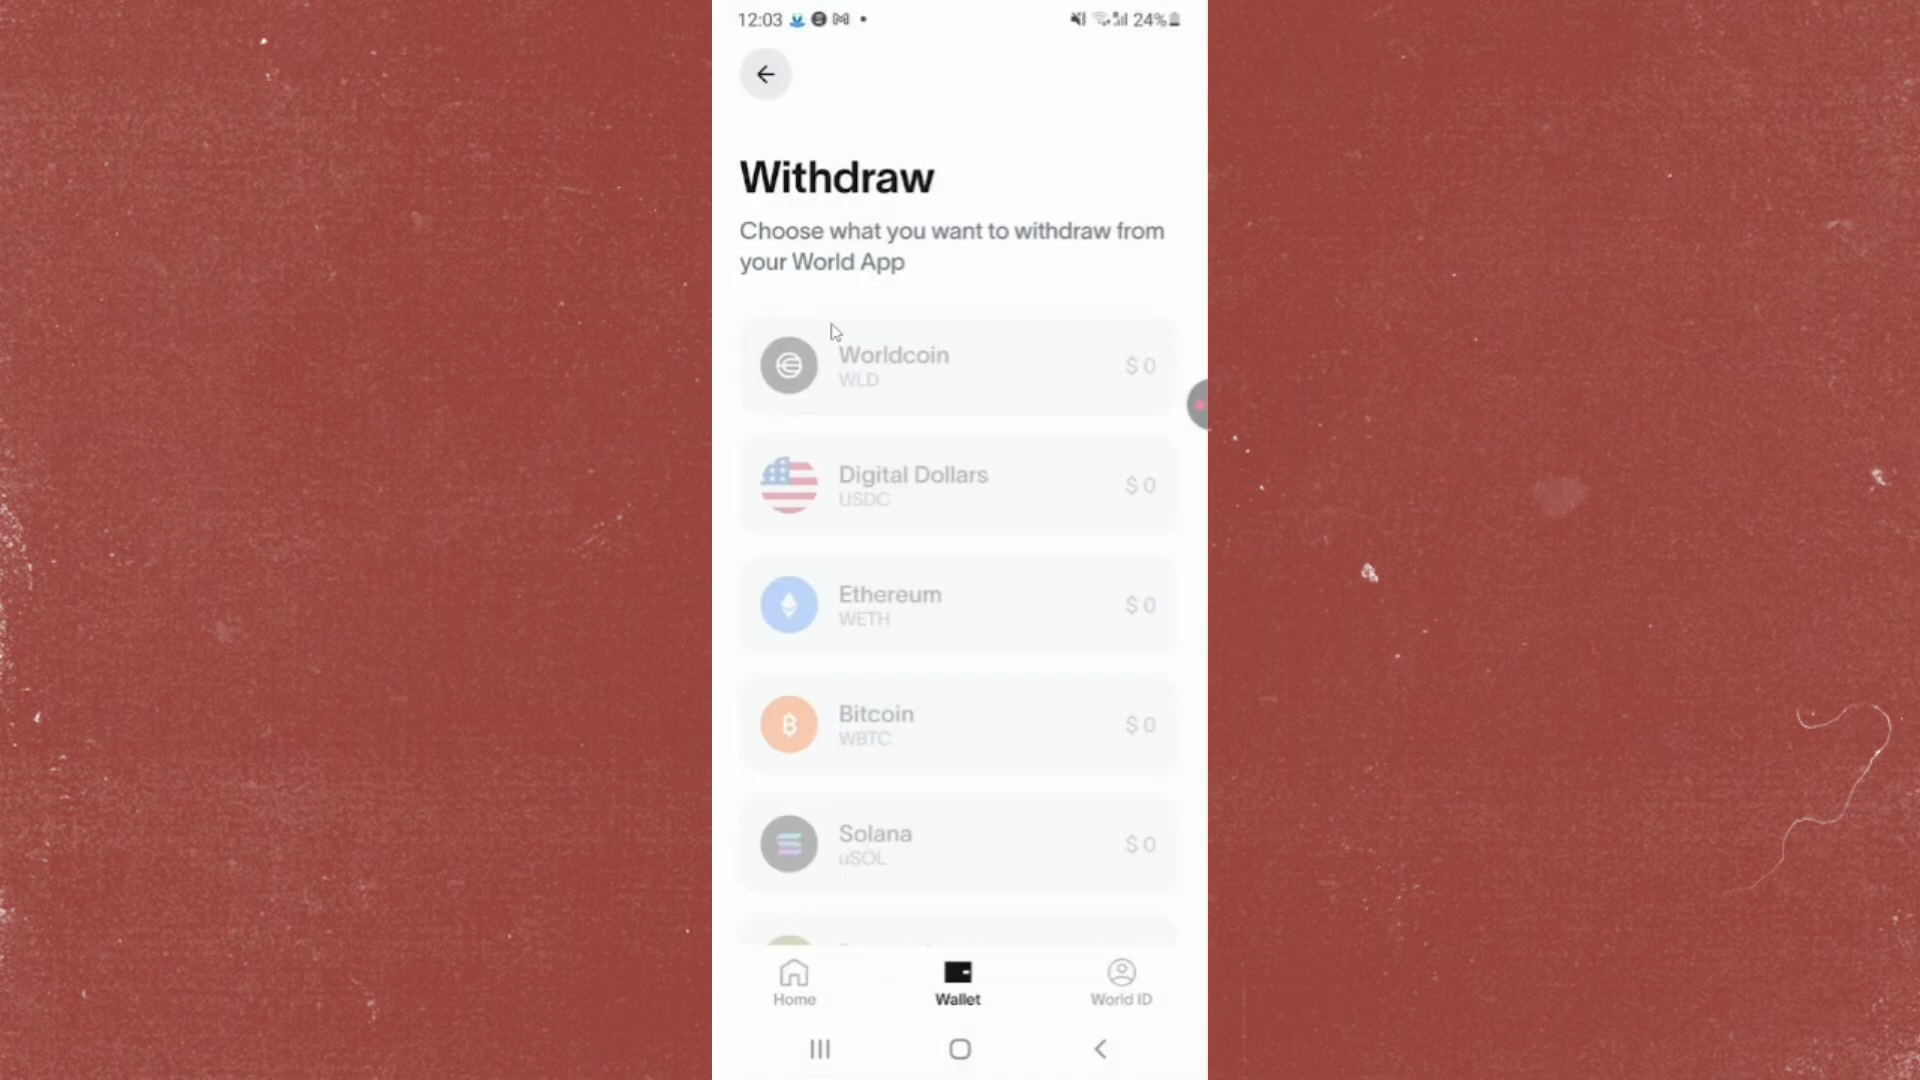 12:03
24%
Withdraw
Choose what you want to withdraw from
your World App
Worldcoin
WLD
$ 0
Digital Dollars
USDC
$ 0
Ethereum
WETH
$ 0
Bitcoin
WBTC
$ 0
Solana
uSOL
$ 0
Home
Wallet
World ID